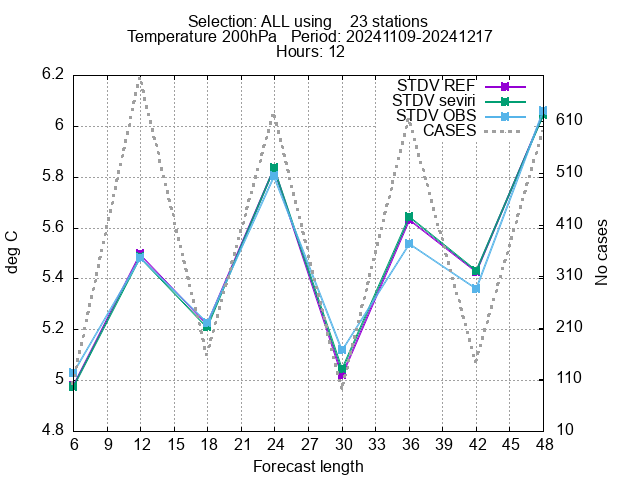 Selection: ALL using    23 stations
Temperature 200hPa   Period: 20241109-20241217
Hours: 12
STDV REF
STDV seviri
STDV OBS
CASES
6.2
6
5.8
5.6
5.4
5.2
5
4.8
deg C
610
510
410
310
210
110
10
No cases
6 9 12 15 18 21 24 27 30 33 36 39 42 45 48
Forecast length